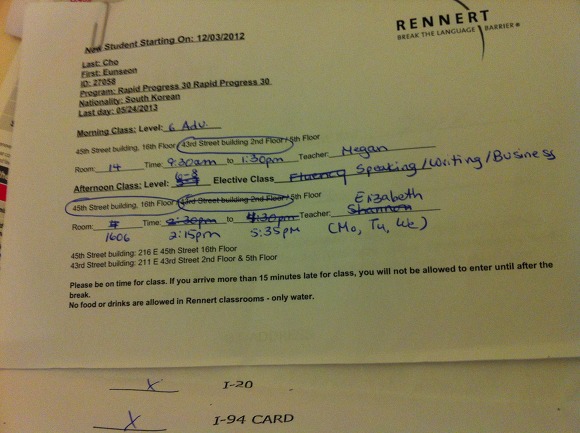 RENNERT
BREAK THE LANGUAGE BARRIER®
New Student Starting On: 12/03/2012
Last: Cho
First: Eunseon
ID: 27058
Program: Rapid Progress 30 Rapid Progress 30
Nationality: South Korean
Last day: 05/24/2013
Morning Class: Level: 6 Adv.
45th Street building, 16th Floor / 43rd Street building 2nd Floor / 5th Floor
Room: 14 Time: 9:30am to 1:30pm Teacher: Megan
Afternoon Class: Level: 6-8 Elective Class Fluency Speaking/Writing/Business
45th Street building, 16th Floor / 43rd Street building 2nd Floor / 5th Floor
Room: Time: 2:30pm to 4:30pm Teacher: Shannon Elizabeth
1606 2:15pm 5:35pm (Mo, Tu, We)
45th Street building: 216 E 45th Street 16th Floor
43rd Street building: 211 E 43rd Street 2nd Floor & 5th Floor
Please be on time for class. If you arrive more than 15 minutes late for class, you will not be allowed to enter until after the
break.
No food or drinks are allowed in Rennert classrooms - only water.
X I-20
X I-94 CARD